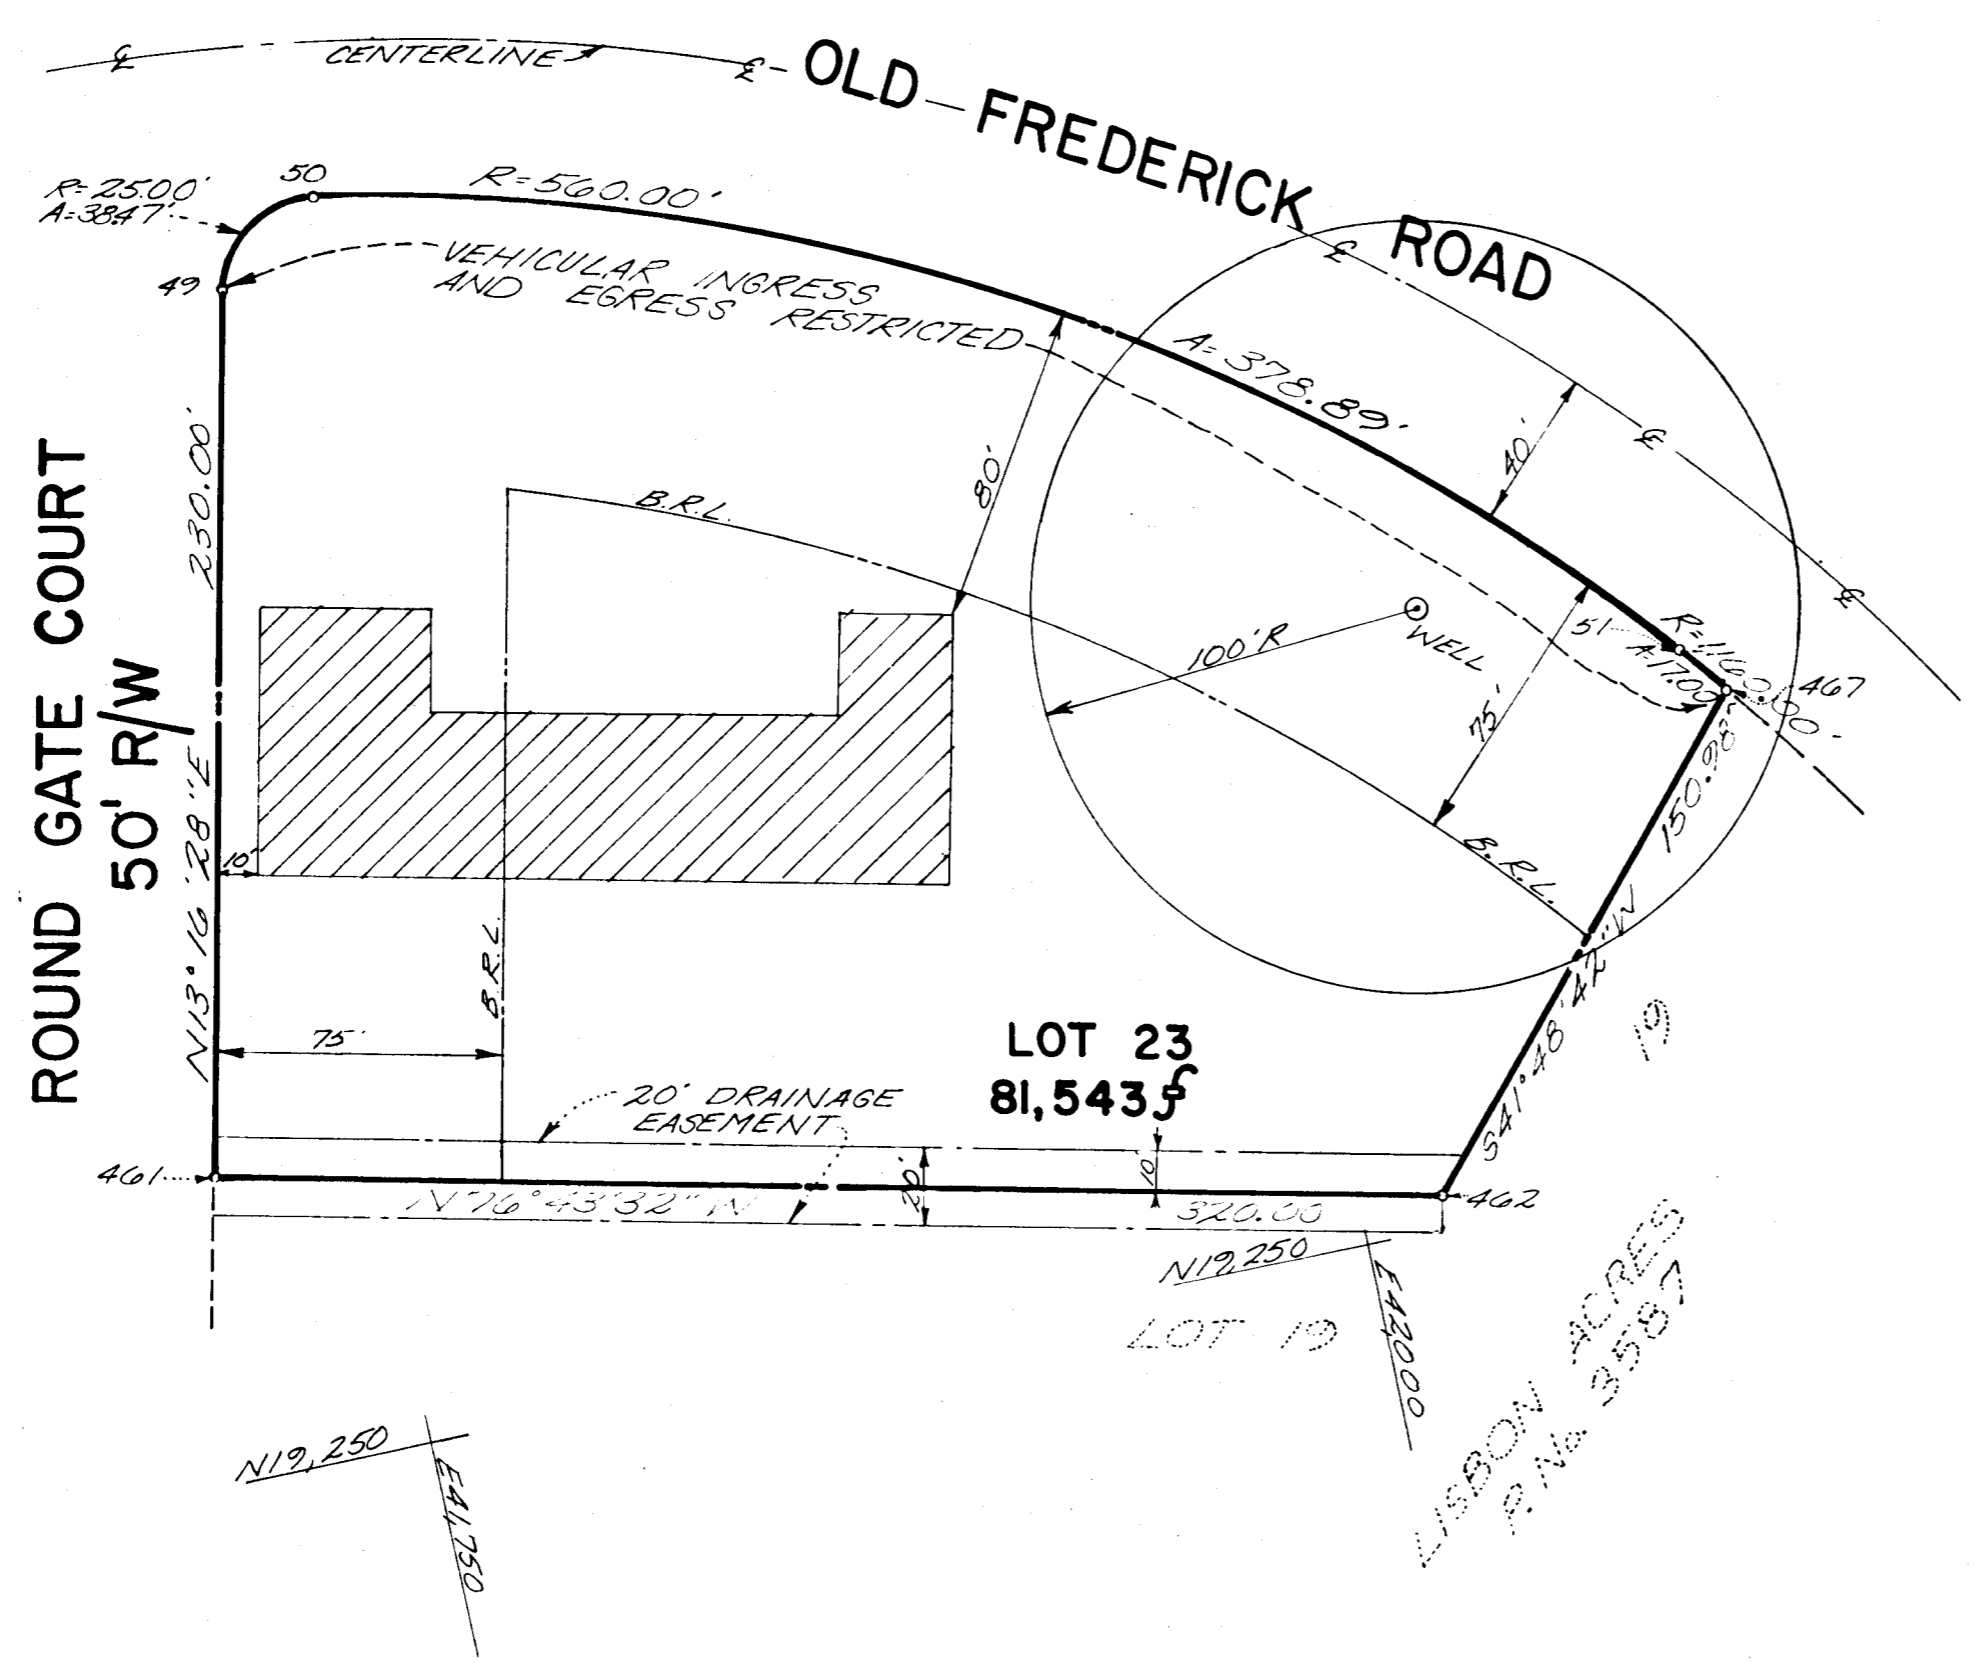 ℄
CENTERLINE
℄
OLD FREDERICK ROAD
℄
℄
℄
50
R=25.00'
A=38.47'
R=560.00'
49
VEHICULAR INGRESS
AND EGRESS RESTRICTED
A=378.89'
40'
80'
230.00'
B.R.L.
ROUND GATE COURT
50' R/W
N13°16'28"E
10'
100'R
WELL
51
R=1160.00'
A=17.00'
467
75'
150.98'
B.R.L.
S41°48'42"W
19
B.R.L.
75'
LOT 23
81,543
20' DRAINAGE
EASEMENT
461
20'
10'
462
N76°43'32"W
320.00
N19,250
E42000
LOT 19
LISBON ACRES
P. No. 3587
N19,250
E41,750